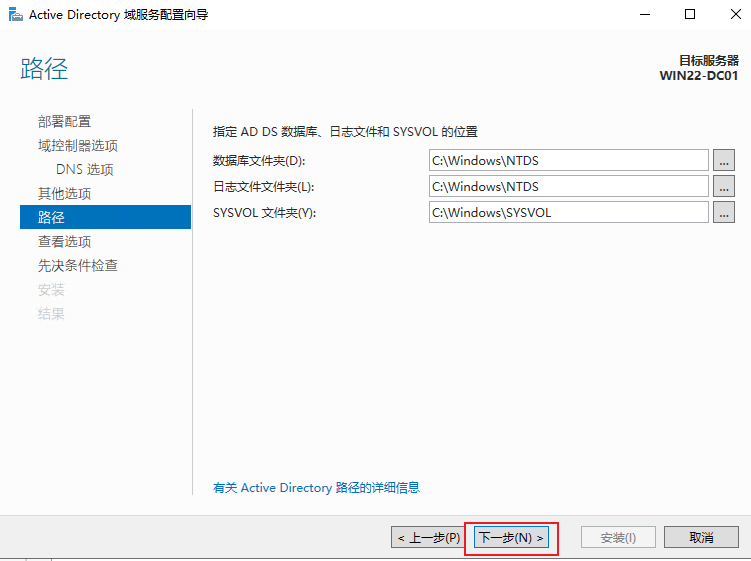 Active Directory 域服务配置向导
路径
目标服务器
WIN22-DC01
部署配置
域控制器选项
DNS 选项
其他选项
路径
查看选项
先决条件检查
安装
结果
指定 AD DS 数据库、日志文件和 SYSVOL 的位置
数据库文件夹(D): C:\Windows\NTDS ...
日志文件文件夹(L): C:\Windows\NTDS ...
SYSVOL 文件夹(Y): C:\Windows\SYSVOL ...
有关 Active Directory 路径的详细信息
< 上一步(P) 下一步(N) > 安装(I) 取消